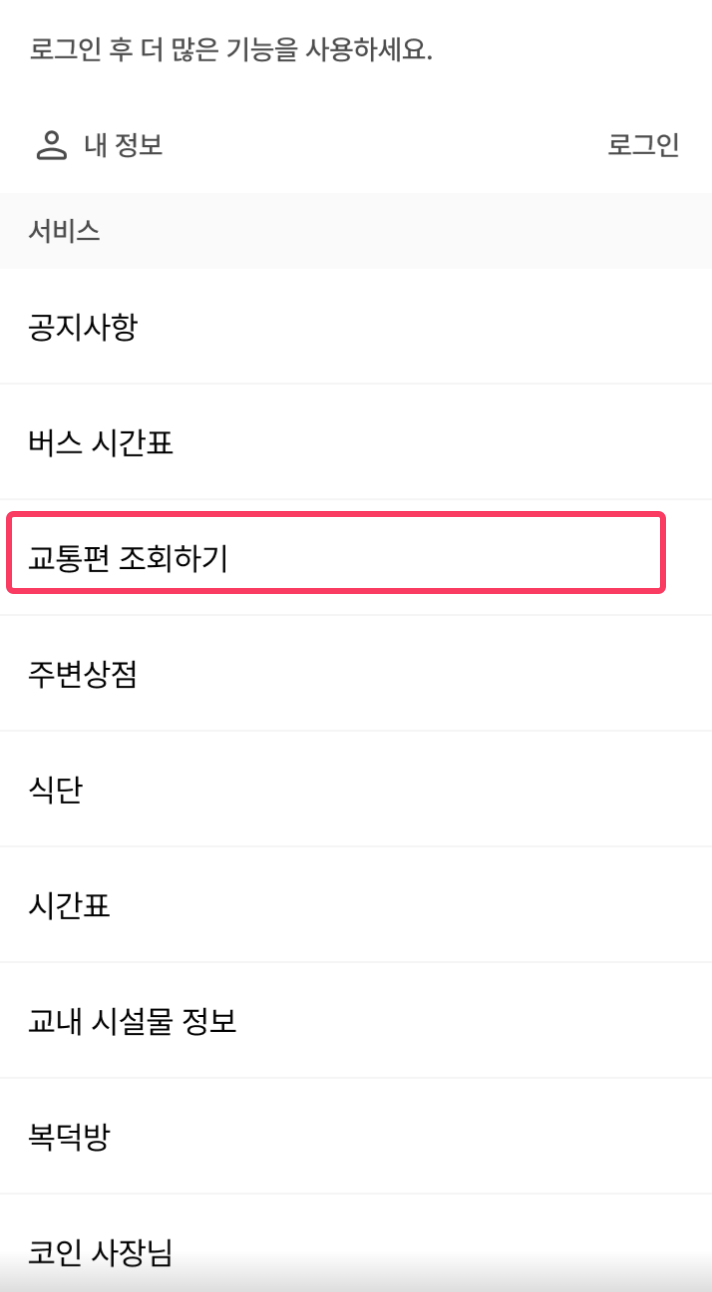 로그인 후 더 많은 기능을 사용하세요.
내 정보 로그인
서비스
공지사항
버스 시간표
교통편 조회하기
주변상점
식단
시간표
교내 시설물 정보
복덕방
코인 사장님